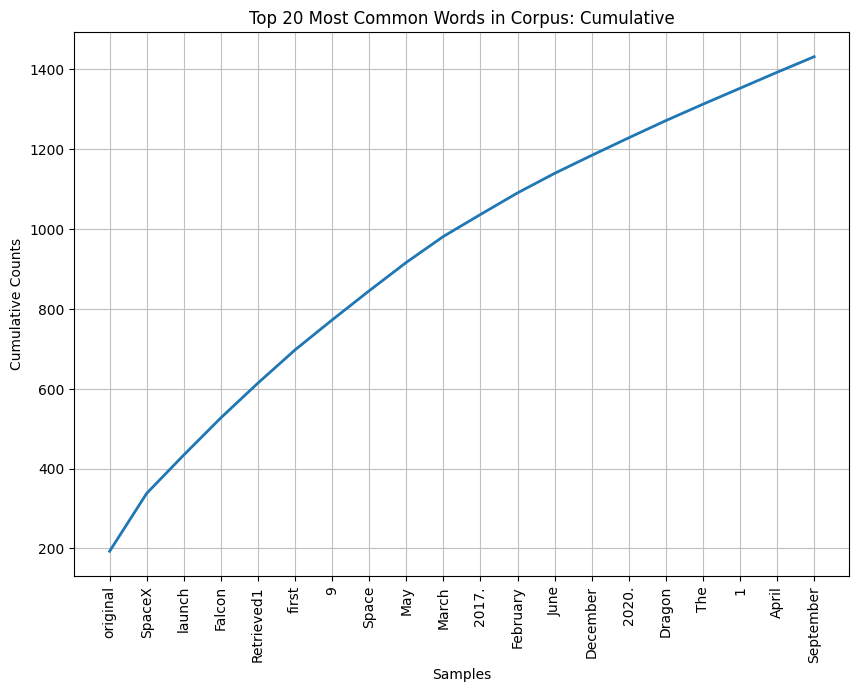 Top 20 Most Common Words in Corpus: Cumulative
1400
1200
1000
800
600
400
200
Cumulative Counts
original
SpaceX
launch
Falcon
Retrieved1
first
9
Space
May
March
2017.
February
June
December
2020.
Dragon
The
1
April
September
Samples